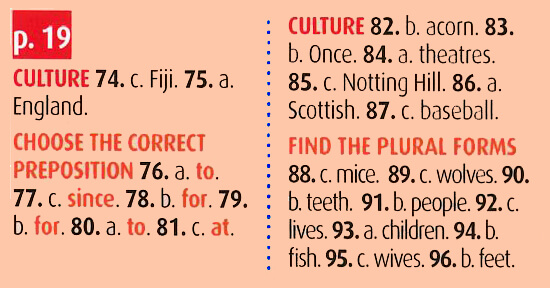 p. 19
CULTURE 74. c. Fiji. 75. a.
England.
CHOOSE THE CORRECT
PREPOSITION 76. a. to.
77. c. since. 78. b. for. 79.
b. for. 80. a. to. 81. c. at.
CULTURE 82. b. acorn. 83.
b. Once. 84. a. theatres.
85. c. Notting Hill. 86. a.
Scottish. 87. c. baseball.
FIND THE PLURAL FORMS
88. c. mice. 89. c. wolves. 90.
b. teeth. 91. b. people. 92. c.
lives. 93. a. children. 94. b.
fish. 95. c. wives. 96. b. feet.